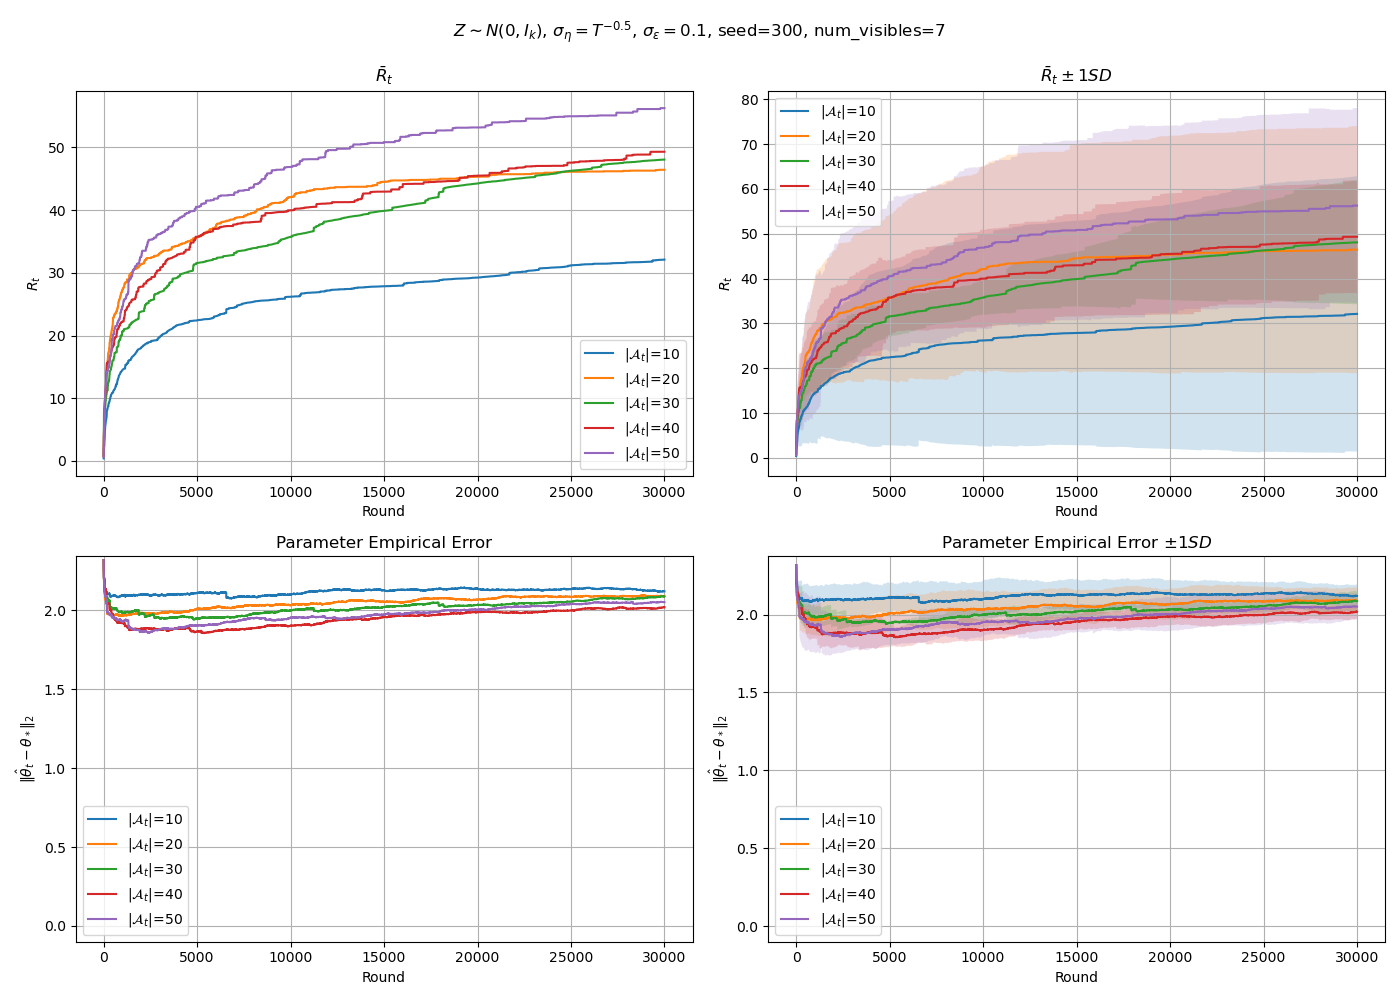 Z ∼ N(0, I_k), σ_η = T^{−0.5}, σ_ε = 0.1, seed=300, num_visibles=7
R̄_t
R_t
50
40
30
20
10
0
|𝒜_t|=10
|𝒜_t|=20
|𝒜_t|=30
|𝒜_t|=40
|𝒜_t|=50
0 5000 10000 15000 20000 25000 30000
Round
R̄_t ± 1SD
R_t
80
70
60
50
40
30
20
10
0
|𝒜_t|=10
|𝒜_t|=20
|𝒜_t|=30
|𝒜_t|=40
|𝒜_t|=50
0 5000 10000 15000 20000 25000 30000
Round
Parameter Empirical Error
‖θ̂_t − θ_*‖_2
2.0
1.5
1.0
0.5
0.0
|𝒜_t|=10
|𝒜_t|=20
|𝒜_t|=30
|𝒜_t|=40
|𝒜_t|=50
0 5000 10000 15000 20000 25000 30000
Round
Parameter Empirical Error ±1SD
‖θ̂_t − θ_*‖_2
2.0
1.5
1.0
0.5
0.0
|𝒜_t|=10
|𝒜_t|=20
|𝒜_t|=30
|𝒜_t|=40
|𝒜_t|=50
0 5000 10000 15000 20000 25000 30000
Round